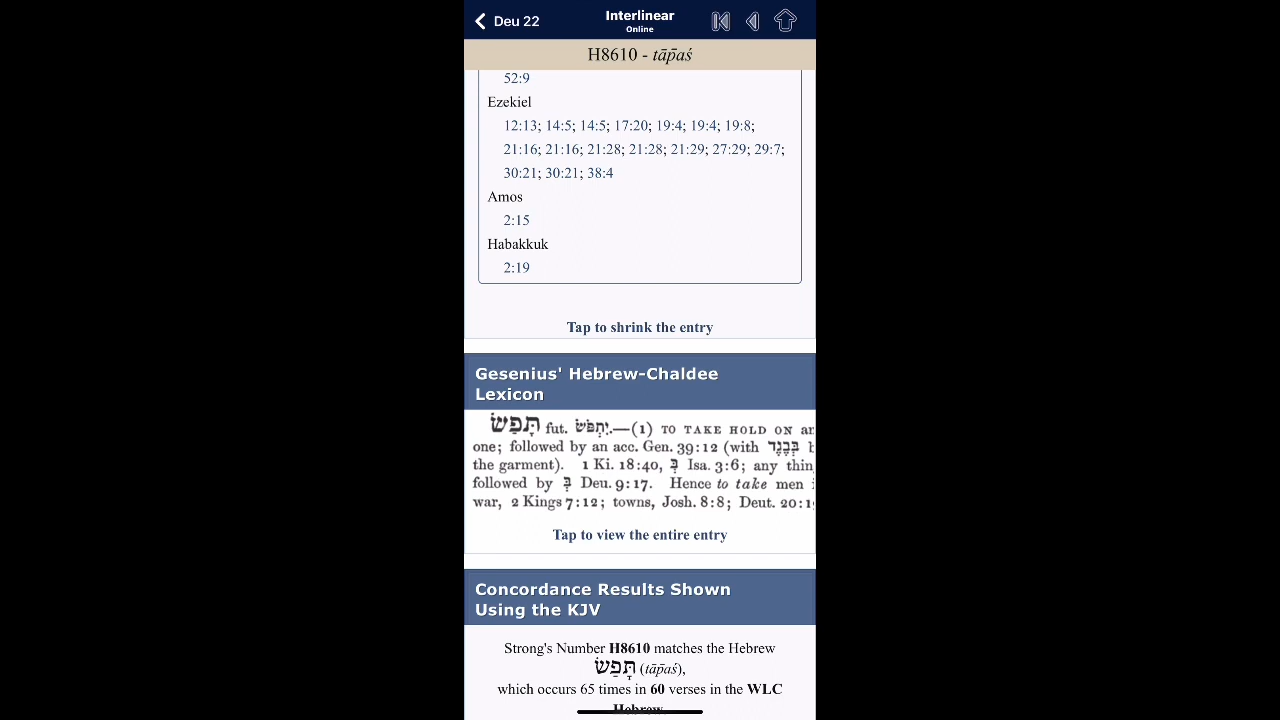 Deu 22
Interlinear
Online
H8610 - tāp̄aś
52:9
Ezekiel
12:13; 14:5; 14:5; 17:20; 19:4; 19:4; 19:8;
21:16; 21:16; 21:28; 21:28; 21:29; 27:29; 29:7;
30:21; 30:21; 38:4
Amos
2:15
Habakkuk
2:19
Tap to shrink the entry
Gesenius' Hebrew-Chaldee
Lexicon
תָּפַשׂ fut. יִתְפֹּשׂ.—(1) TO TAKE HOLD ON
one; followed by an acc. Gen. 39:12 (with בְּבֶגֶד
the garment). 1 Ki. 18:40, בְּ Isa. 3:6; any thin
followed by בְּ Deu. 9:17. Hence to take men
war, 2 Kings 7:12; towns, Josh. 8:8; Deut. 20:1
Tap to view the entire entry
Concordance Results Shown
Using the KJV
Strong's Number H8610 matches the Hebrew
תָּפַשׂ (tāp̄aś),
which occurs 65 times in 60 verses in the WLC
Hebrew.